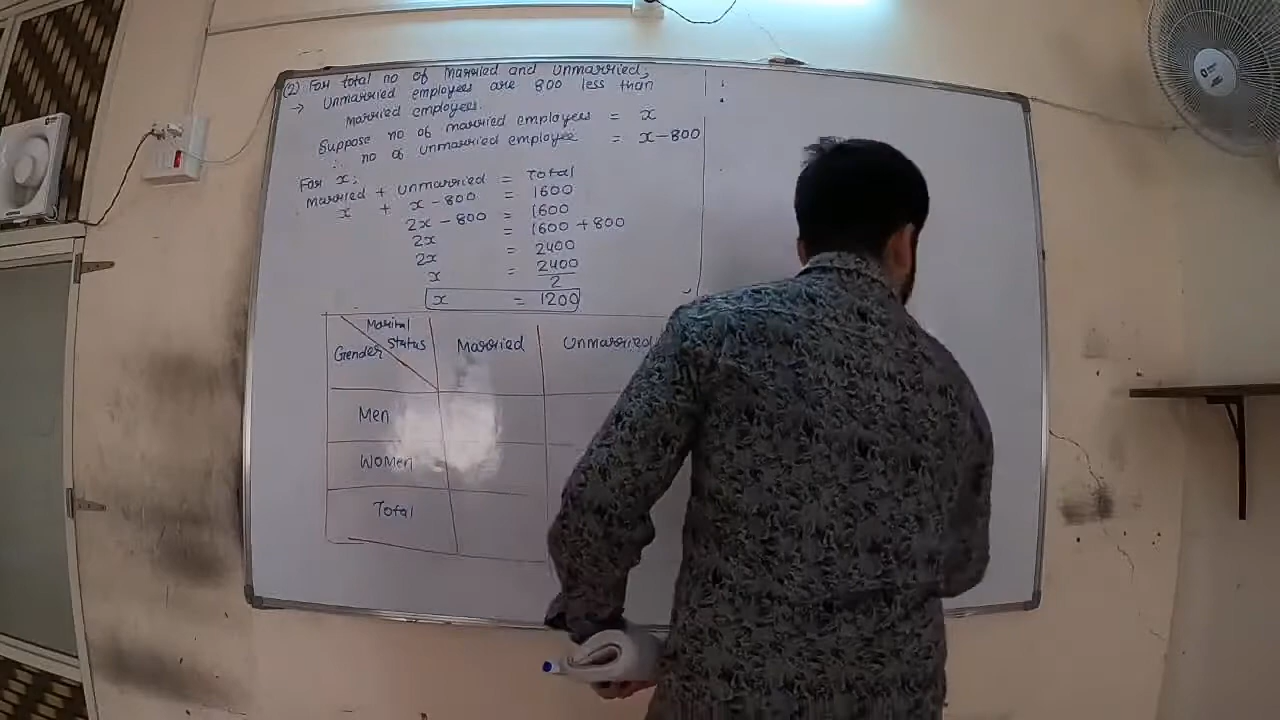 (2) For total no of Married and Unmarried,
→ Unmarried employees are 800 less than
married employees.
Suppose no of married employees = x
∴ no of unmarried employee = x-800
For x:
Married + Unmarried = Total
x + x-800 = 1600
2x-800 = 1600
2x = 1600 +800
2x = 2400
x = 2400/2
x = 1200
Marital Status
Gender
Married
Unmarried
Men
Women
Total